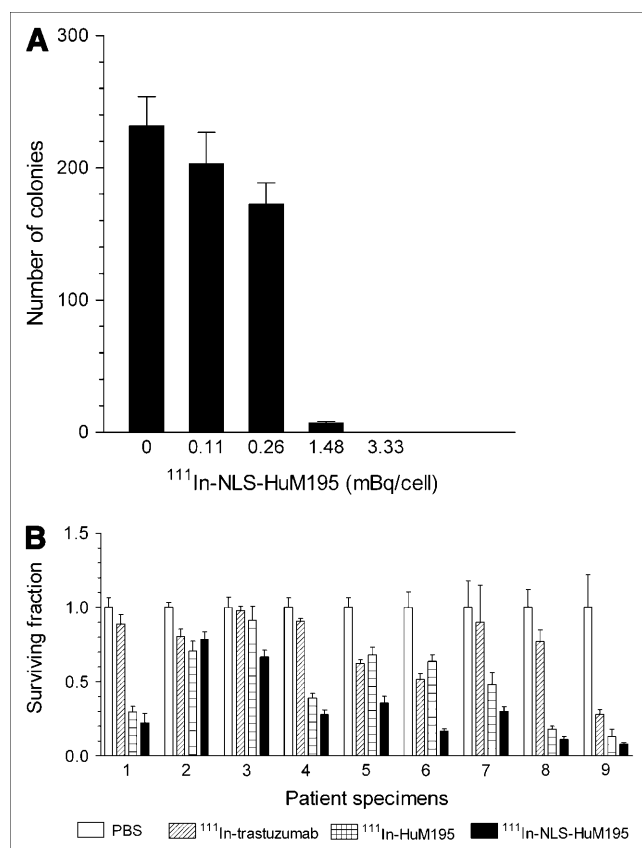 A
300
200
100
0
Number of colonies
0 0.11 0.26 1.48 3.33
¹¹¹In-NLS-HuM195 (mBq/cell)
B
1.5
1.0
0.5
0.0
Surviving fraction
1 2 3 4 5 6 7 8 9
Patient specimens
PBS ¹¹¹In-trastuzumab ¹¹¹In-HuM195 ¹¹¹In-NLS-HuM195